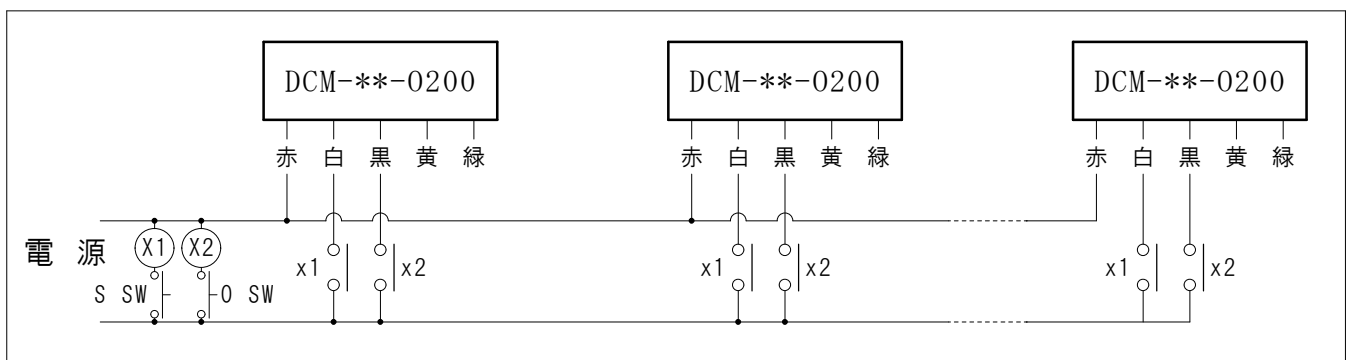 DCM-**-0200 DCM-**-0200 DCM-**-0200
赤 白 黒 黄 緑 赤 白 黒 黄 緑 赤 白 黒 黄 緑
電 源 X1 X2 x1 x2 x1 x2 x1 x2
S SW O SW